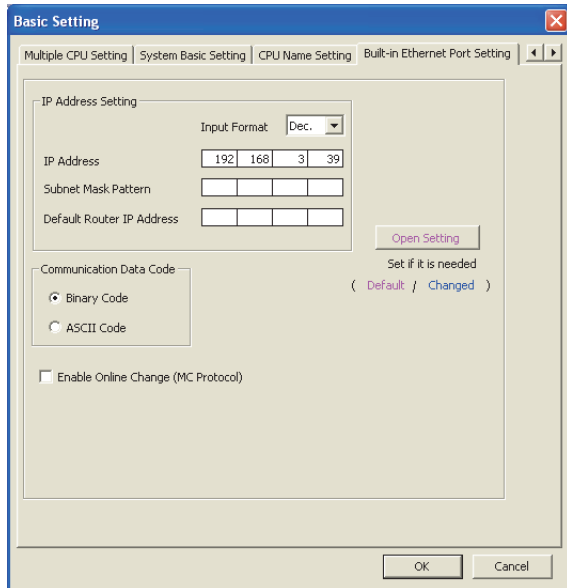 Basic Setting
Multiple CPU Setting System Basic Setting CPU Name Setting Built-in Ethernet Port Setting
IP Address Setting
Input Format Dec.
IP Address 192 168 3 39
Subnet Mask Pattern
Default Router IP Address
Open Setting
Set if it is needed
( Default / Changed )
Communication Data Code
Binary Code
ASCII Code
Enable Online Change (MC Protocol)
OK Cancel